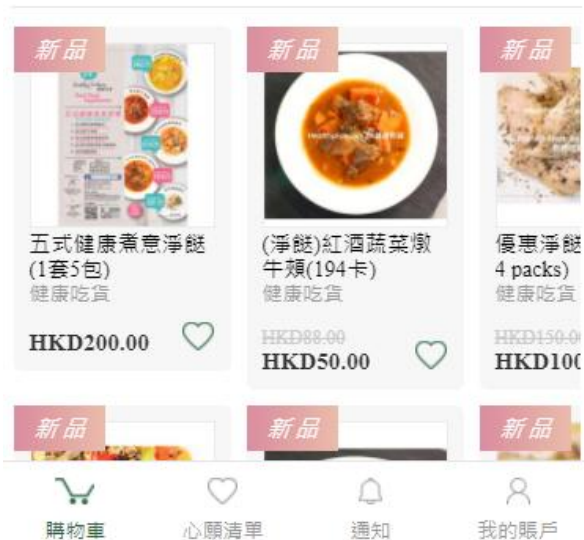 新品
新品
新品
五式健康煮意淨餸
(1套5包)
健康吃貨
HKD200.00
(淨餸)紅酒蔬菜燉
牛頰(194卡)
健康吃貨
HKD88.00
HKD50.00
優惠淨餸
4 packs)
健康吃貨
HKD150.0
HKD100
新品
新品
新品
購物車
心願清單
通知
我的賬戶